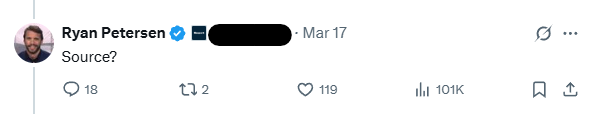 Ryan Petersen · Mar 17
Source?
18 2 119 101K